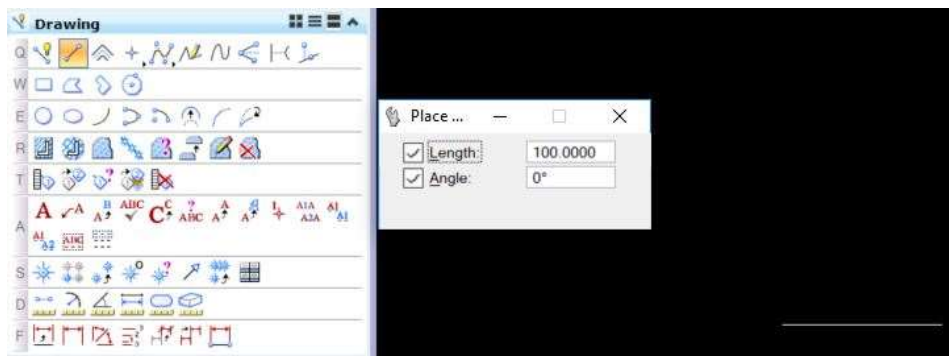 Drawing
Q
W
E
R
T
A
S
D
F
Place ...
Length: 100.0000
Angle: 0°